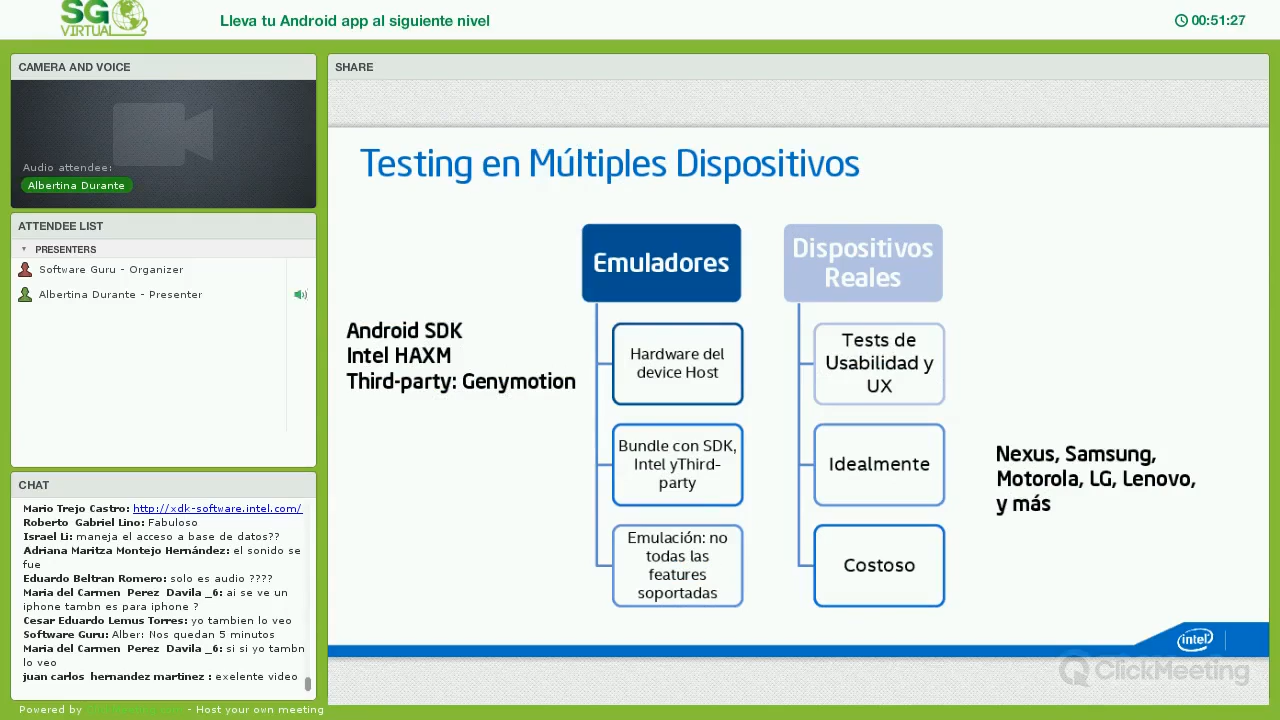 SG
VIRTUAL
Lleva tu Android app al siguiente nivel
00:51:27
CAMERA AND VOICE
Audio attendee:
Albertina Durante
ATTENDEE LIST
PRESENTERS
Software Guru - Organizer
Albertina Durante - Presenter
CHAT
Mario Trejo Castro: http://xdk-software.intel.com/
Roberto Gabriel Lino: Fabuloso
Israel Li: maneja el acceso a base de datos??
Adriana Maritza Montejo Hernández: el sonido se
fue
Eduardo Beltran Romero: solo es audio ????
Maria del Carmen Perez Davila _6: ai se ve un
iphone tambn es para iphone ?
Cesar Eduardo Lemus Torres: yo tambien lo veo
Software Guru: Alber: Nos quedan 5 minutos
Maria del Carmen Perez Davila _6: si si yo tambn
lo veo
juan carlos hernandez martinez : exelente video
Powered by - Host your own meeting
SHARE
Testing en Múltiples Dispositivos
Android SDK
Intel HAXM
Third-party: Genymotion
Emuladores
Hardware del
device Host
Bundle con SDK,
Intel yThird-
party
Emulación: no
todas las
features
soportadas
Dispositivos
Reales
Tests de
Usabilidad y
UX
Idealmente
Costoso
Nexus, Samsung,
Motorola, LG, Lenovo,
y más
intel
ClickMeeting